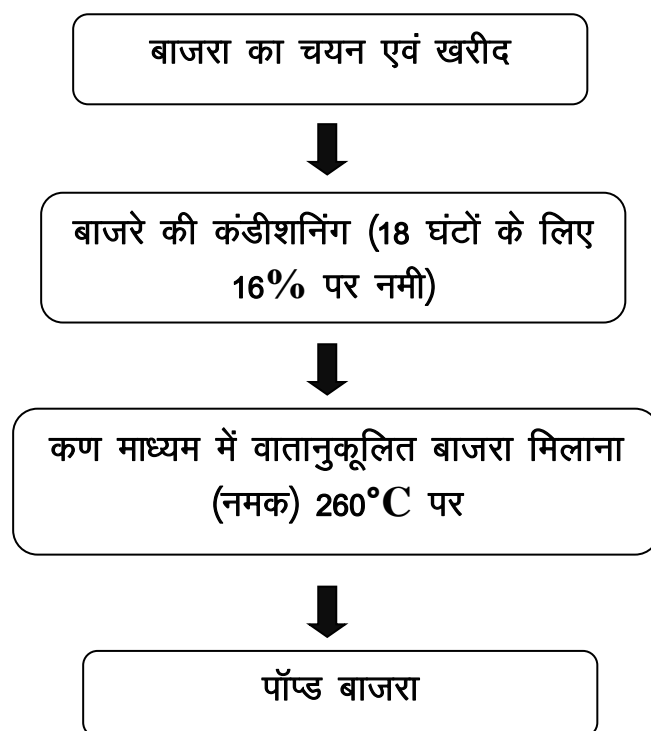 बाजरा का चयन एवं खरीद
बाजरे की कंडीशनिंग (18 घंटों के लिए
16% पर नमी)
कण माध्यम में वातानुकूलित बाजरा मिलाना
(नमक) 260°C पर
पॉप्ड बाजरा